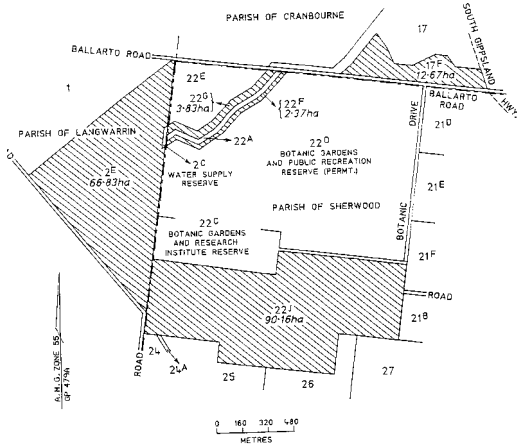 PARISH OF CRANBOURNE
17
SOUTH GIPPSLAND
HWY.
BALLARTO ROAD
17F
12·67ha
1
22E
22G
3·83ha
22F
2·37ha
BALLARTO
ROAD
DRIVE
21D
PARISH OF LANGWARRIN
22A
22D
BOTANIC GARDENS
AND PUBLIC RECREATION
RESERVE (PERMT.)
2C
WATER SUPPLY
RESERVE
2E
66·83ha
21E
PARISH OF SHERWOOD
22C
BOTANIC GARDENS
AND RESEARCH
INSTITUTE RESERVE
BOTANIC
21F
ROAD
22J
90·16ha
21B
A.M.G. ZONE 55
GP 479A
ROAD
24
24A
25
26
27
0 160 320 480
METRES